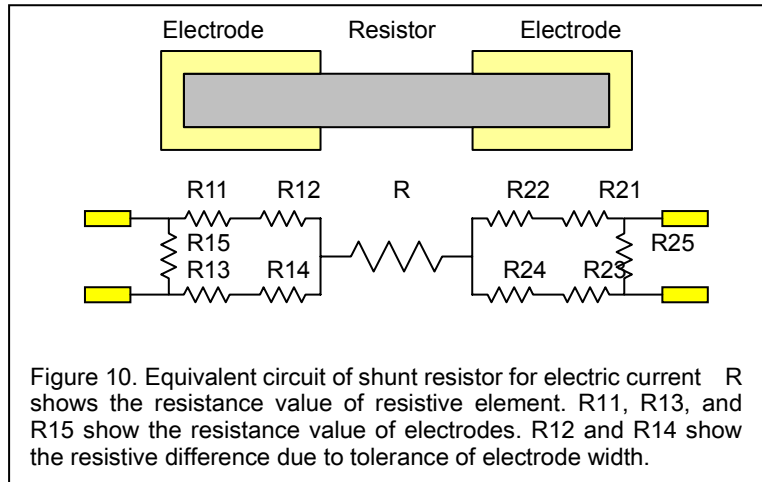 Electrode Resistor Electrode
R11 R12 R R22 R21
R15 R25
R13 R14 R24 R23
Figure 10. Equivalent circuit of shunt resistor for electric current R
shows the resistance value of resistive element. R11, R13, and
R15 show the resistance value of electrodes. R12 and R14 show
the resistive difference due to tolerance of electrode width.